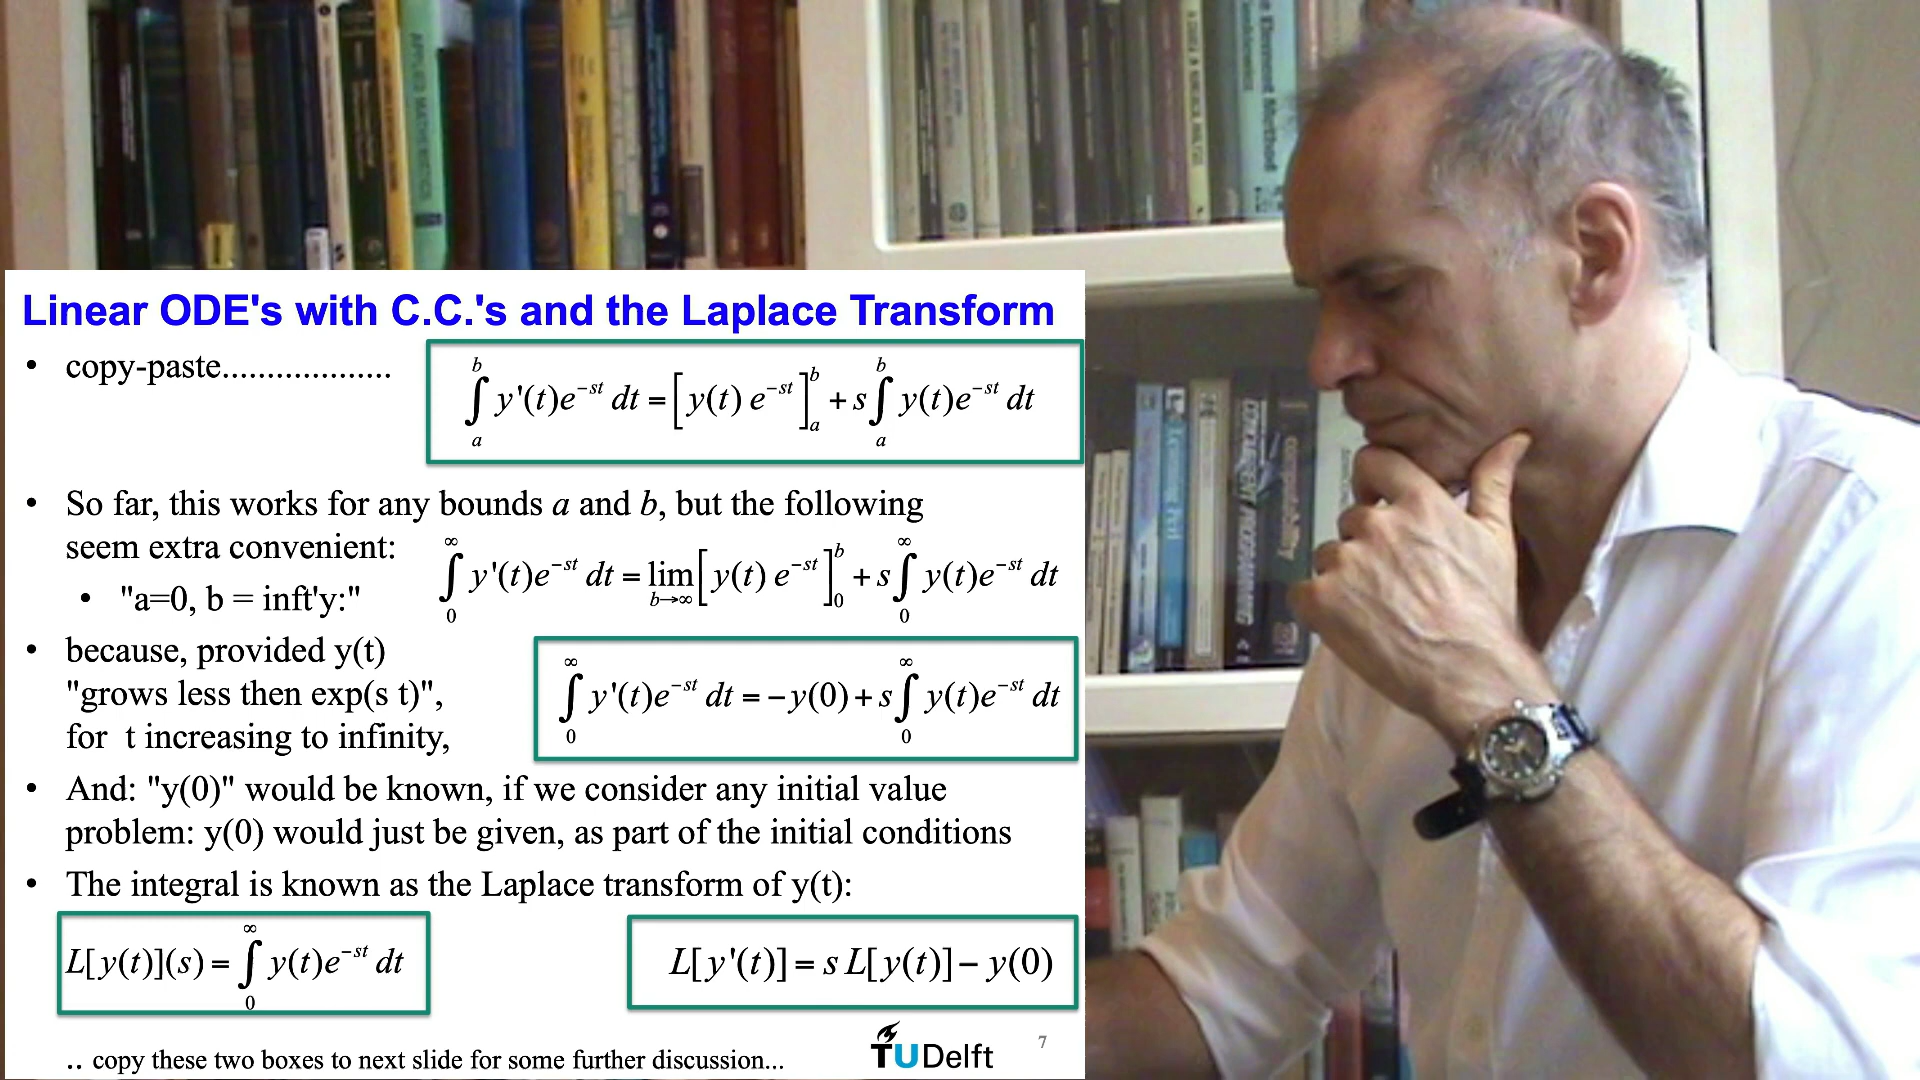 APPLIED MATHEMATICS
Linear ODE's with C.C.'s and the Laplace Transform
• copy-paste...................
∫_a^b y'(t)e^{-st} dt = [y(t) e^{-st}]_a^b + s∫_a^b y(t)e^{-st} dt
• So far, this works for any bounds a and b, but the following
seem extra convenient:
• "a=0, b = inft'y:"
∫_0^∞ y'(t)e^{-st} dt = lim_{b→∞} [y(t) e^{-st}]_0^b + s∫_0^∞ y(t)e^{-st} dt
• because, provided y(t)
"grows less then exp(s t)",
for t increasing to infinity,
∫_0^∞ y'(t)e^{-st} dt = −y(0) + s∫_0^∞ y(t)e^{-st} dt
• And: "y(0)" would be known, if we consider any initial value
problem: y(0) would just be given, as part of the initial conditions
• The integral is known as the Laplace transform of y(t):
L[y(t)](s) = ∫_0^∞ y(t)e^{-st} dt
L[y'(t)] = s L[y(t)] − y(0)
.. copy these two boxes to next slide for some further discussion...
TUDelft
7